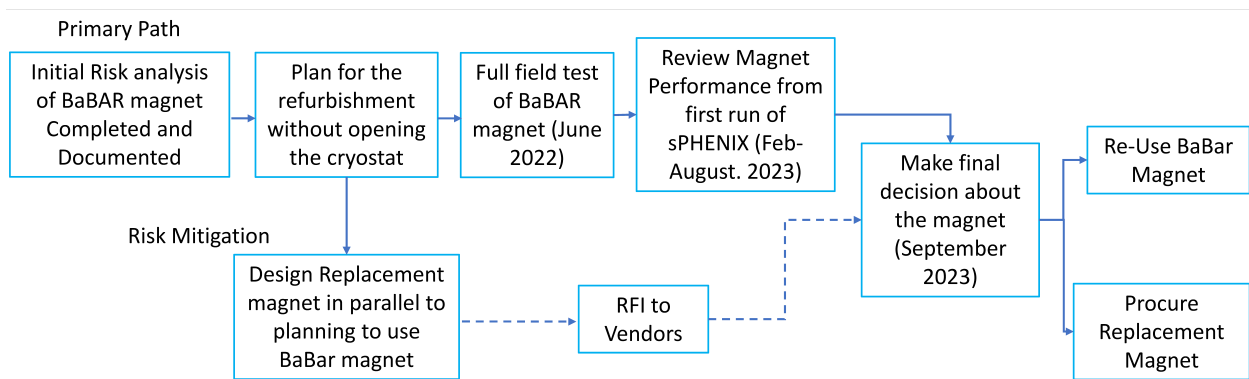 Primary Path
Initial Risk analysis
of BaBAR magnet
Completed and
Documented
Plan for the
refurbishment
without opening
the cryostat
Full field test
of BaBAR
magnet (June
2022)
Review Magnet
Performance from
first run of
sPHENIX (Feb-
August. 2023)
Make final
decision about
the magnet
(September
2023)
Re-Use BaBar
Magnet
Procure
Replacement
Magnet
Risk Mitigation
Design Replacement
magnet in parallel to
planning to use
BaBar magnet
RFI to
Vendors